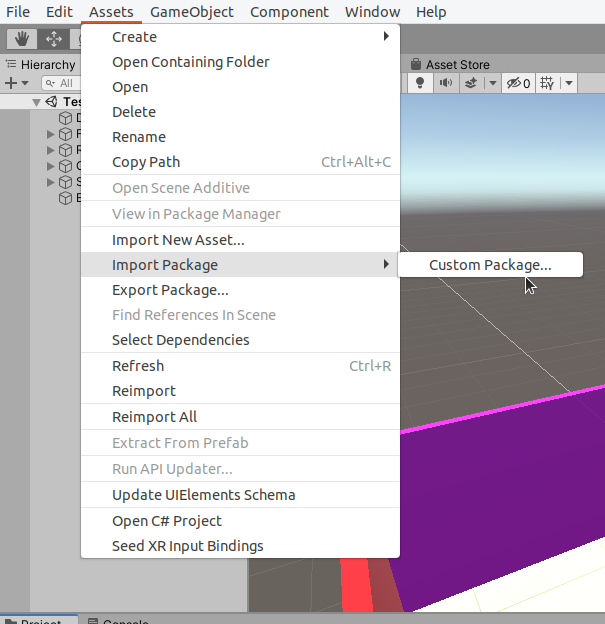 File Edit Assets GameObject Component Window Help
Hierarchy
Asset Store
All
0
Create
Open Containing Folder
Open
Delete
Rename
Copy Path Ctrl+Alt+C
Open Scene Additive
View in Package Manager
Import New Asset...
Import Package
Custom Package...
Export Package...
Find References In Scene
Select Dependencies
Refresh Ctrl+R
Reimport
Reimport All
Extract From Prefab
Run API Updater...
Update UIElements Schema
Open C# Project
Seed XR Input Bindings
Project
Console